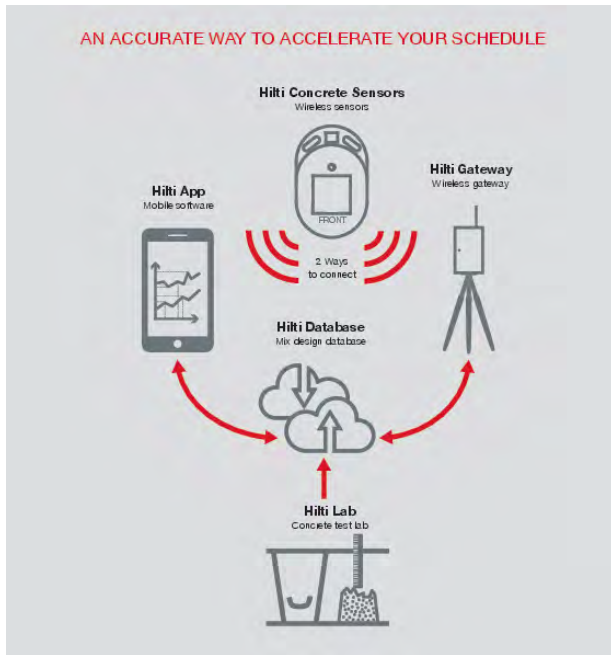 AN ACCURATE WAY TO ACCELERATE YOUR SCHEDULE
Hilti Concrete Sensors
Wireless sensors
Hilti Gateway
Wireless gateway
Hilti App
Mobile software
FRONT
2 Ways
to connect
Hilti Database
Mix design database
Hilti Lab
Concrete test lab